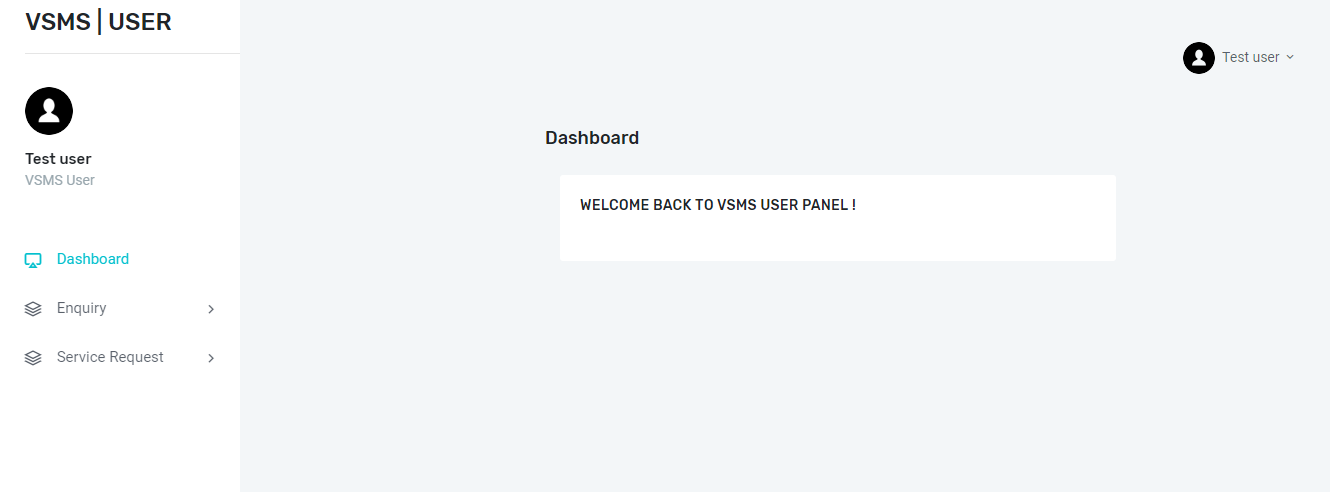 VSMS | USER
Test user
Test user
VSMS User
Dashboard
Enquiry
Service Request
Dashboard
WELCOME BACK TO VSMS USER PANEL !